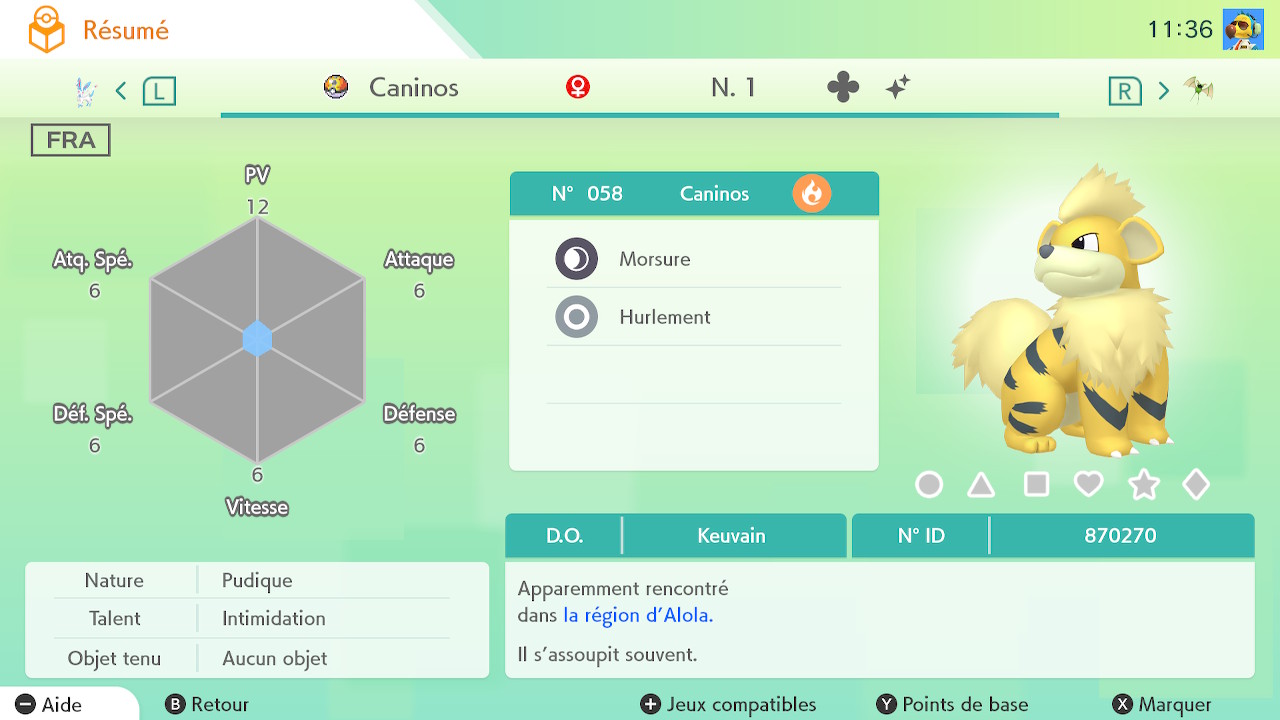 Résumé
11:36
L
Caninos
N. 1
R
FRA
PV
12
Atq. Spé.
6
Attaque
6
Déf. Spé.
6
Défense
6
6
Vitesse
N° 058 Caninos
Morsure
Hurlement
D.O. Keuvain
N° ID 870270
Nature Pudique
Talent Intimidation
Objet tenu Aucun objet
Apparemment rencontré
dans la région d'Alola.
Il s'assoupit souvent.
Aide
B Retour
Jeux compatibles
Y Points de base
X Marquer